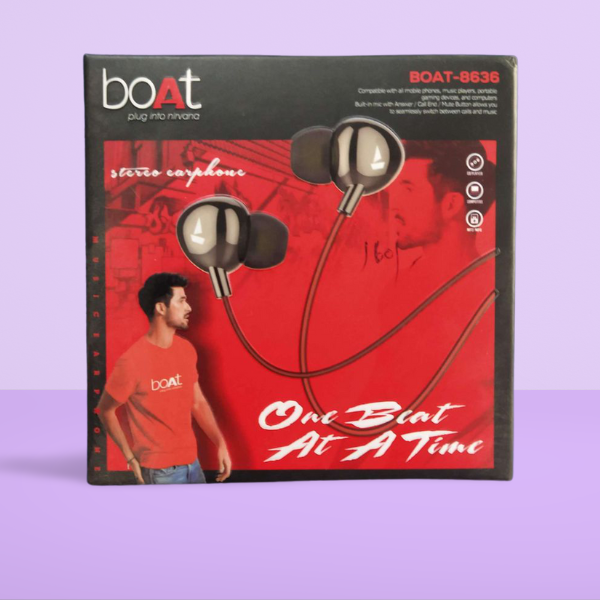 boAt
plug into nirvana
BOAT-8636
Compatible with all mobile phones, music players, portable
gaming devices, and computers
Built-in mic with Answer / Call End / Mute Button allows you
to seamlessly switch between calls and music
stereo earphone
boAt
One Beat
At A Time